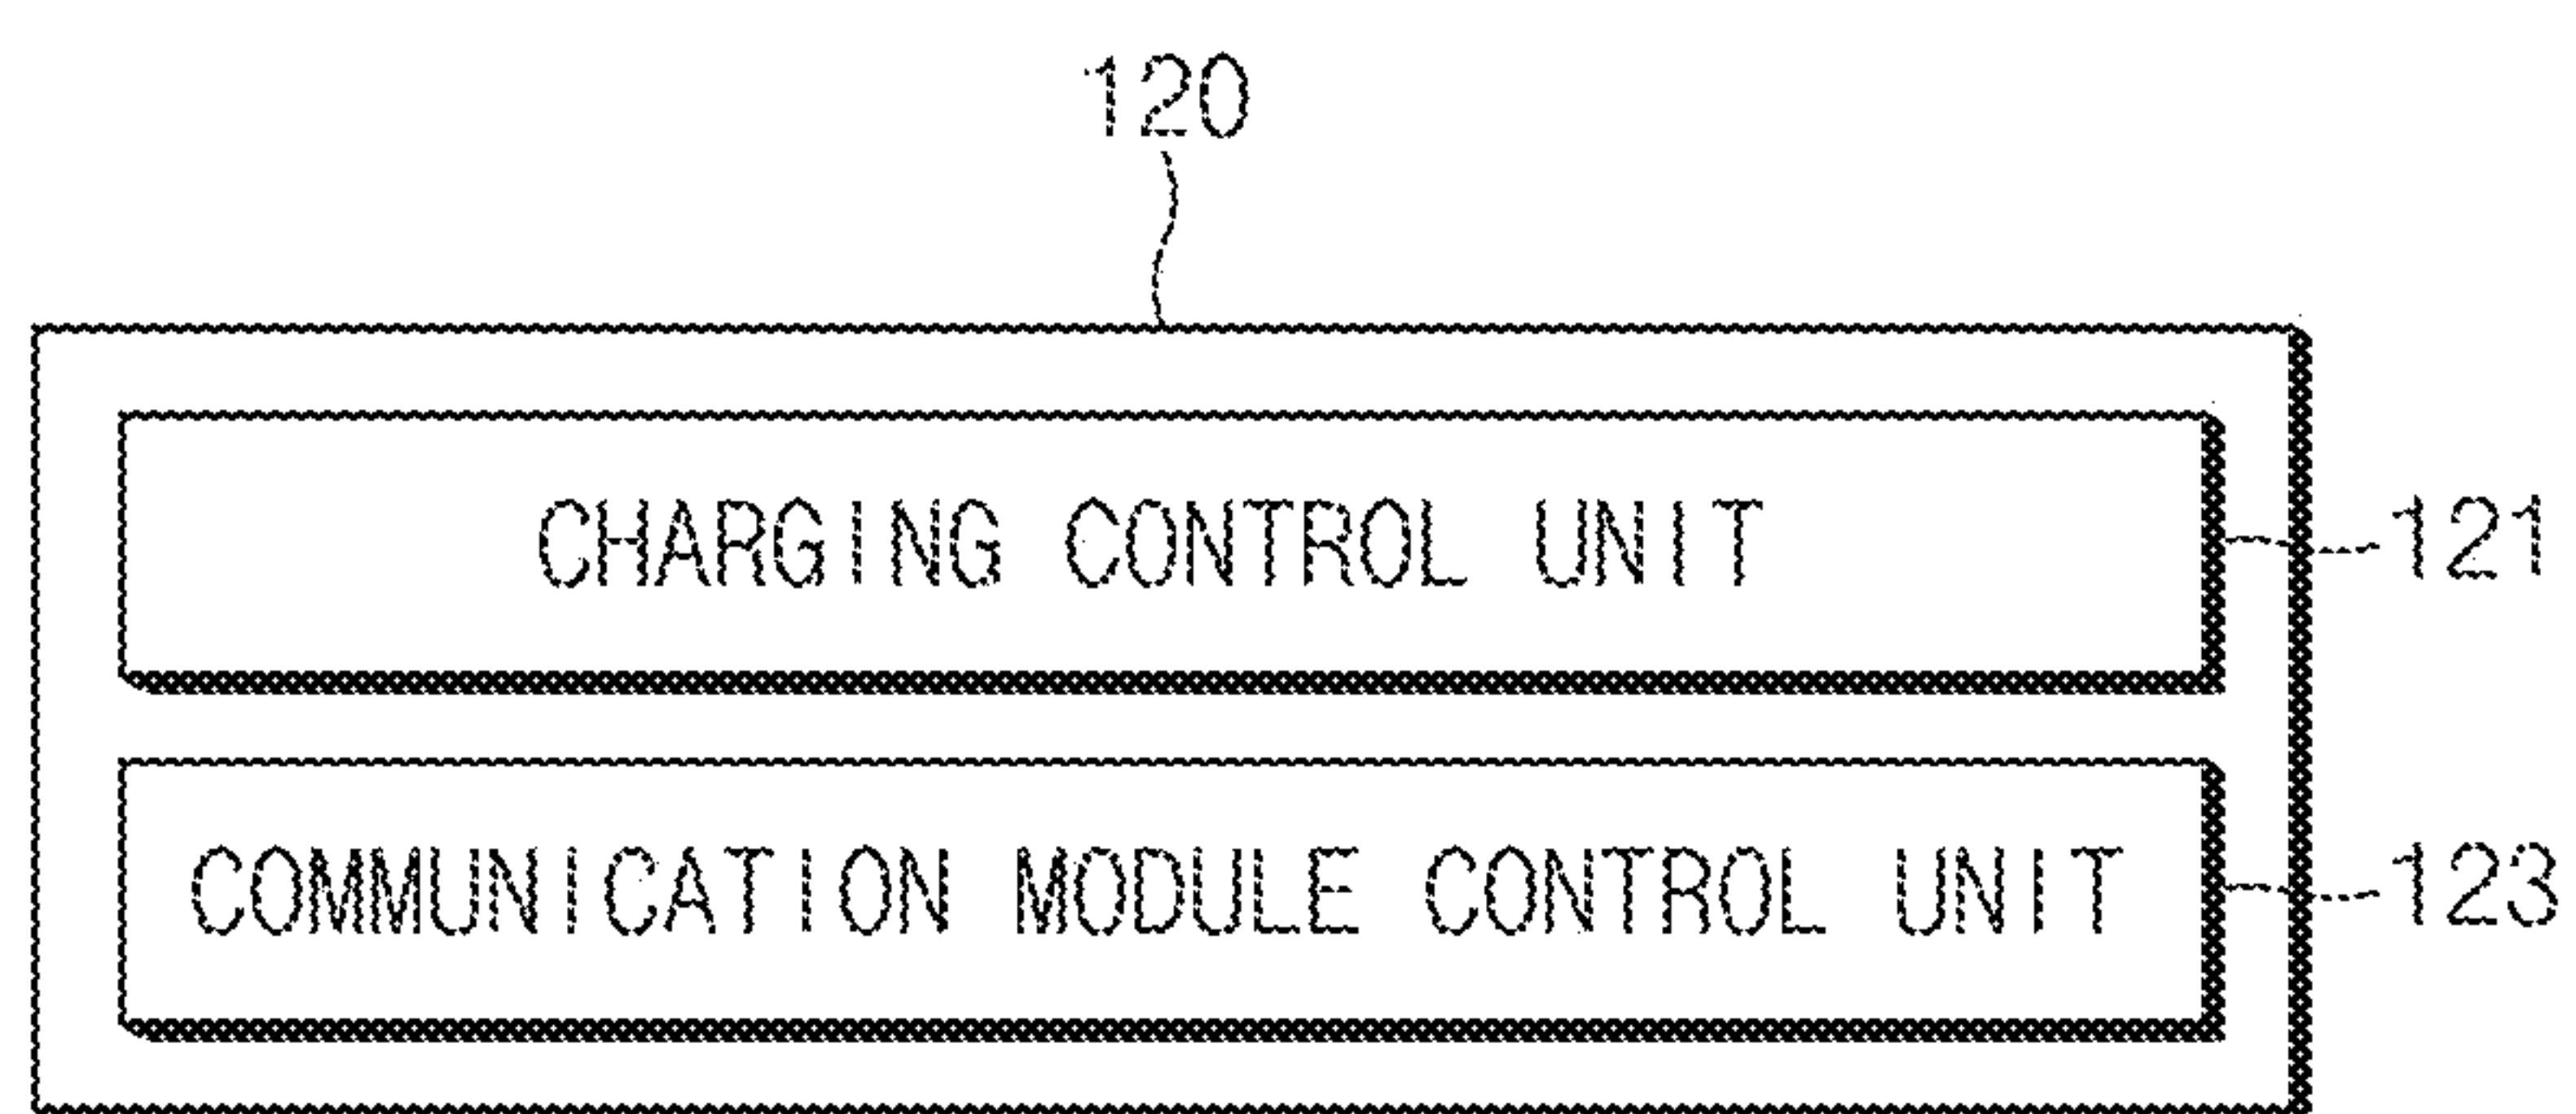 120
CHARGING CONTROL UNIT
121
COMMUNICATION MODULE CONTROL UNIT
123